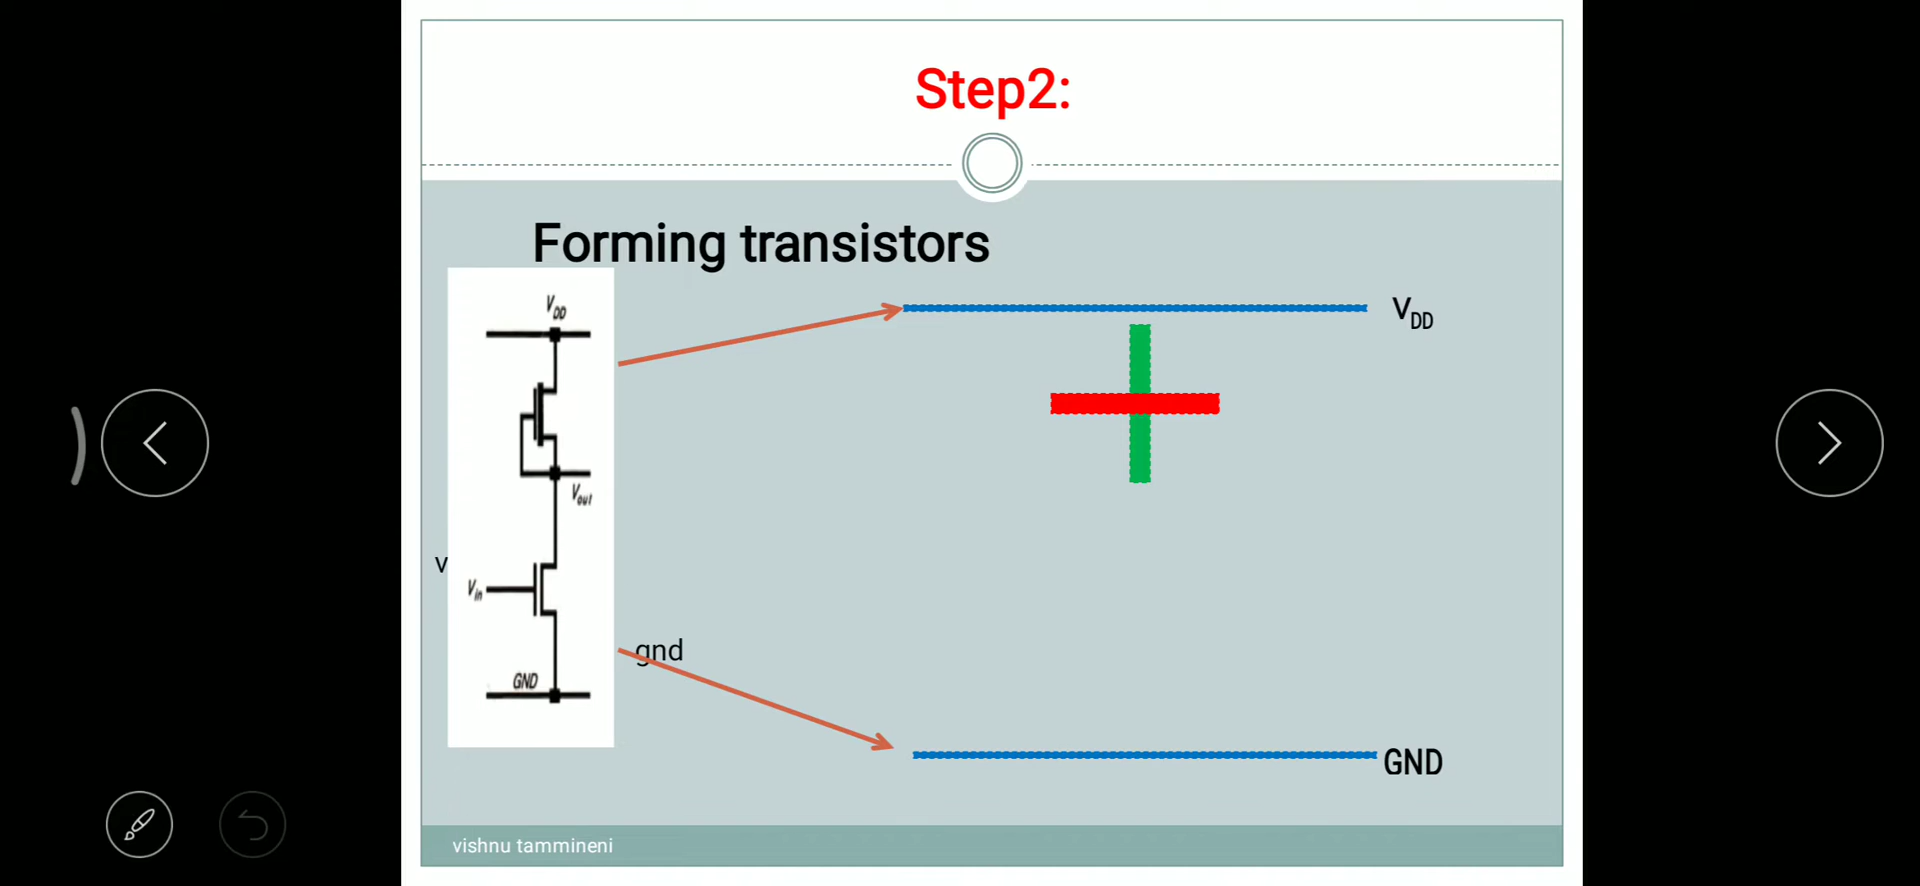 Step2:
Forming transistors
VDD
VDD
Vout
v
Vin
gnd
GND
GND
vishnu tammineni